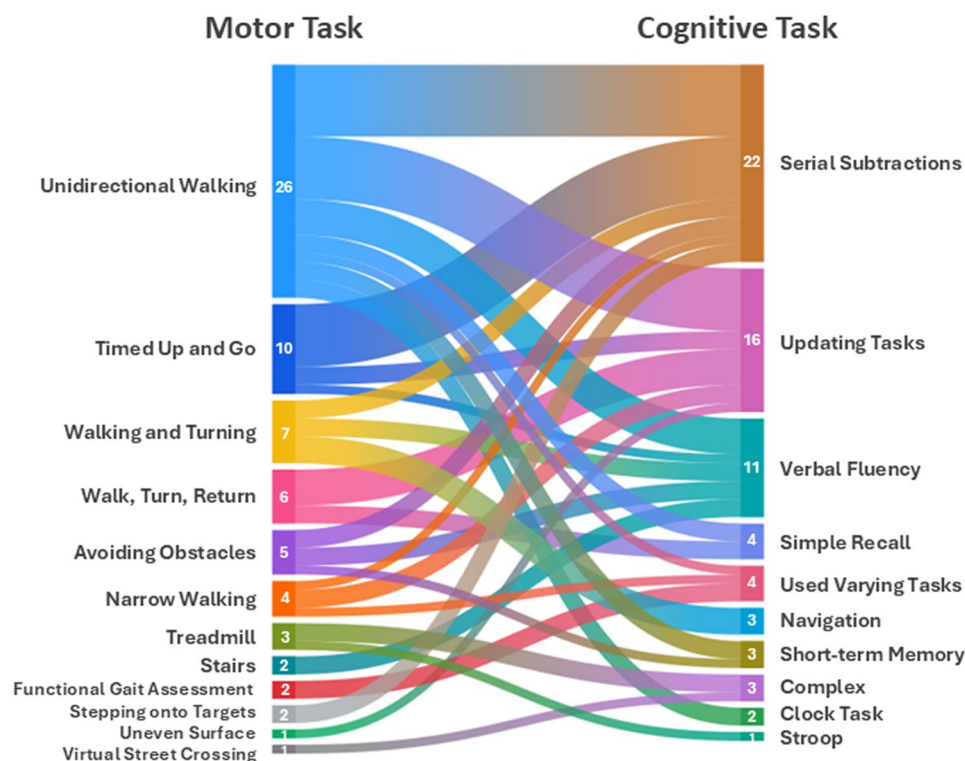 Motor Task
Cognitive Task
Unidirectional Walking
26
Timed Up and Go
10
Walking and Turning
7
Walk, Turn, Return
6
Avoiding Obstacles
5
Narrow Walking
4
Treadmill
3
Stairs
2
Functional Gait Assessment
2
Stepping onto Targets
2
Uneven Surface
1
Virtual Street Crossing
1
22
Serial Subtractions
16
Updating Tasks
11
Verbal Fluency
4
Simple Recall
4
Used Varying Tasks
3
Navigation
3
Short-term Memory
3
Complex
2
Clock Task
1
Stroop